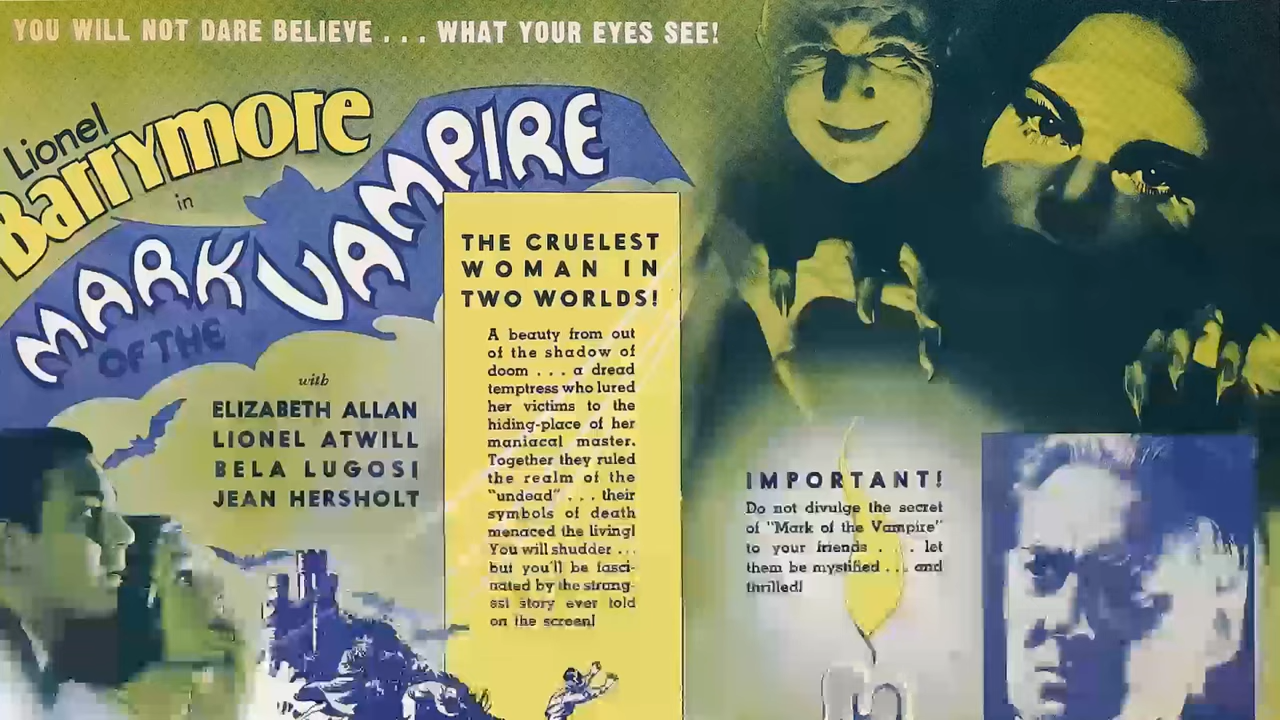 YOU WILL NOT DARE BELIEVE . . . WHAT YOUR EYES SEE!
Lionel
Barrymore
in
MARK
OF THE
VAMPIRE
with
ELIZABETH ALLAN
LIONEL ATWILL
BELA LUGOSI
JEAN HERSHOLT
THE CRUELEST
WOMAN IN
TWO WORLDS!
A beauty from out
of the shadow of
doom . . . a dread
temptress who lured
her victims to the
hiding-place of her
maniacal master.
Together they ruled
the realm of the
"undead" . . . their
symbols of death
menaced the living!
You will shudder . . .
but you'll be fasci-
nated by the strang-
est story ever told
on the screen!
IMPORTANT!
Do not divulge the secret
of "Mark of the Vampire"
to your friends . . . let
them be mystified . . . and
thrilled!